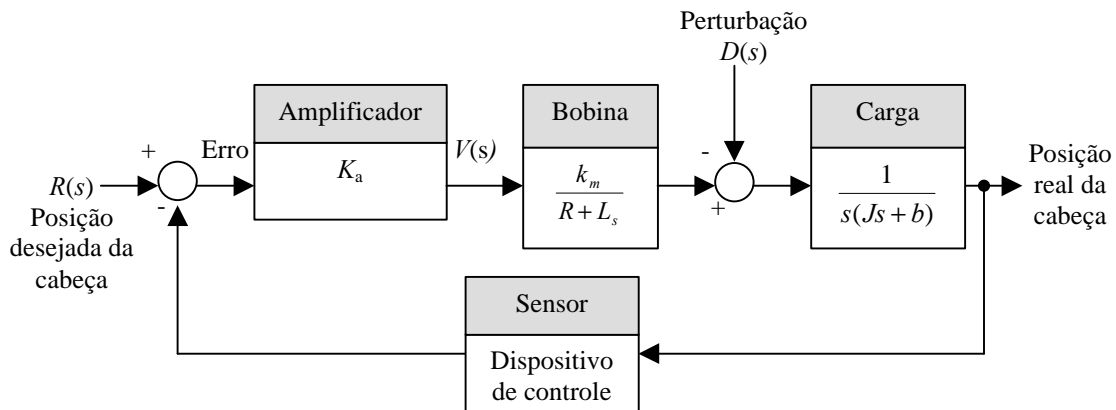 Perturbação
D(s)
Amplificador
Bobina
Carga
+
Erro
K_a
V(s)
k_m
R + L_s
-
+
1
s(Js + b)
Posição
real da
cabeça
R(s)
-
Posição
desejada da
cabeça
Sensor
Dispositivo
de controle